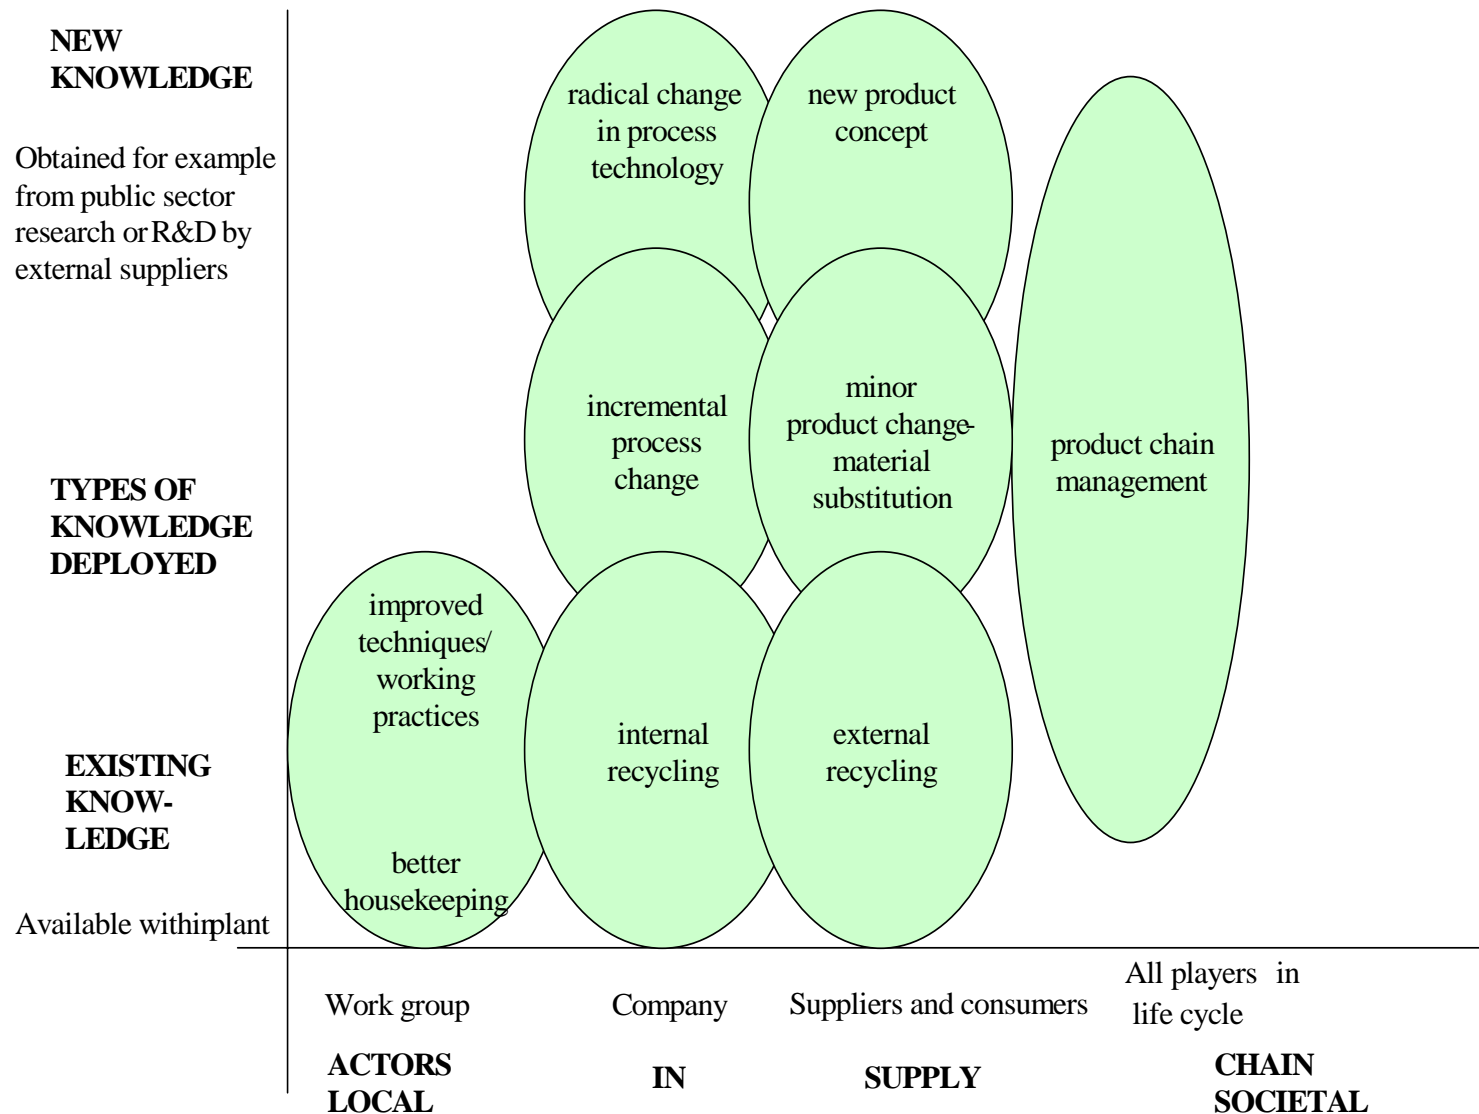 NEW
KNOWLEDGE
Obtained for example
from public sector
research or R&D by
external suppliers
TYPES OF
KNOWLEDGE
DEPLOYED
EXISTING
KNOW-
LEDGE
Available within plant
radical change
in process
technology
new product
concept
incremental
process
change
minor
product change-
material
substitution
product chain
management
improved
techniques/
working
practices
better
housekeeping
internal
recycling
external
recycling
Work group
Company
Suppliers and consumers
All players in
life cycle
ACTORS
LOCAL
IN
SUPPLY
CHAIN
SOCIETAL